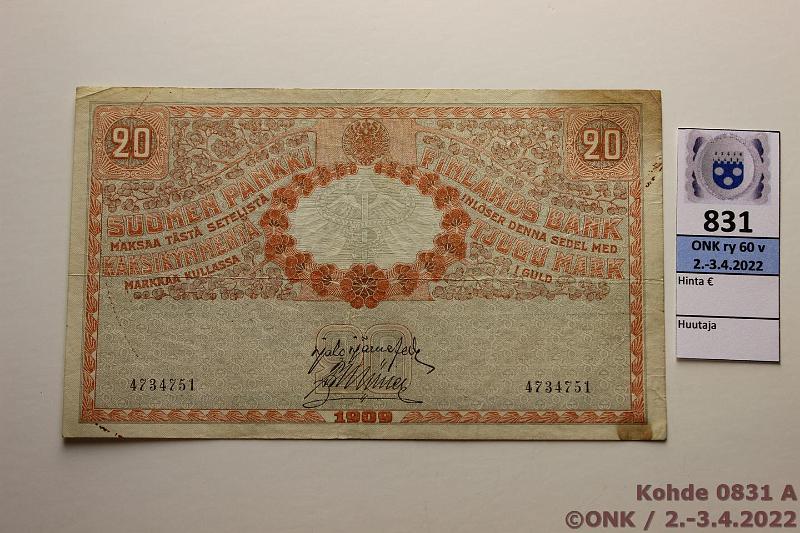 20
20
SUOMEN PANKKI
MAKSAA TÄSTÄ SETELISTÄ
KAKSIKYMMENTÄ
MARKKAA KULLASSA
FINLANDS BANK
INLÖSER DENNA SEDEL MED
TJUGU MARK
I GULD
4734751
4734751
1909
831
ONK ry 60 v
2.-3.4.2022
Hinta €
Huutaja
Kohde 0831 A
©ONK / 2.-3.4.2022